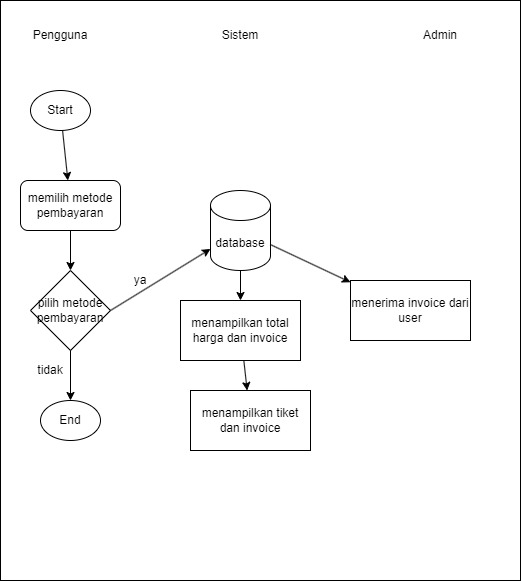 Pengguna
Sistem
Admin
Start
memilih metode
pembayaran
database
pilih metode
pembayaran
ya
tidak
End
menampilkan total
harga dan invoice
menampilkan tiket
dan invoice
menerima invoice dari
user